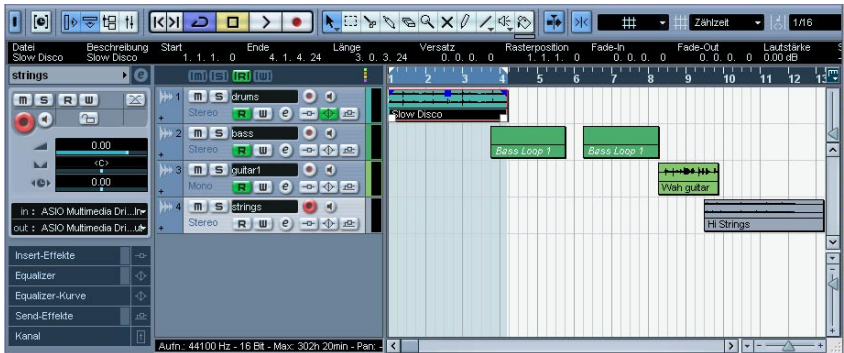 Zählzeit 1/16
Datei Beschreibung Start Ende Länge Versatz Rasterposition Fade-In Fade-Out Lautstärke S
Slow Disco Slow Disco 1. 1. 1. 0 4. 1. 4. 24 3. 0. 3. 24 0. 0. 0. 0 1. 1. 1. 0 0. 0. 0. 0 0. 0. 0. 0 0.00 dB
strings e [m] [S] [R] [W] 1 2 3 4 5 6 7 8 9 10 11 12 13
m S R W
1 m S drums
Stereo R W e
Slow Disco
2 m S bass
Stereo R W e
Bass Loop 1 Bass Loop 1
0.00
<C>
0.00
3 m S guitar1
Mono R W e
Wah guitar
4 m S strings
Stereo R W e
Hi Strings
in : ASIO Multimedia Dri...In
out : ASIO Multimedia Dri...ut
Insert-Effekte
Equalizer
Equalizer-Kurve
Send-Effekte
Kanal
Aufn.: 44100 Hz - 16 Bit - Max: 302h 20min - Pan: -